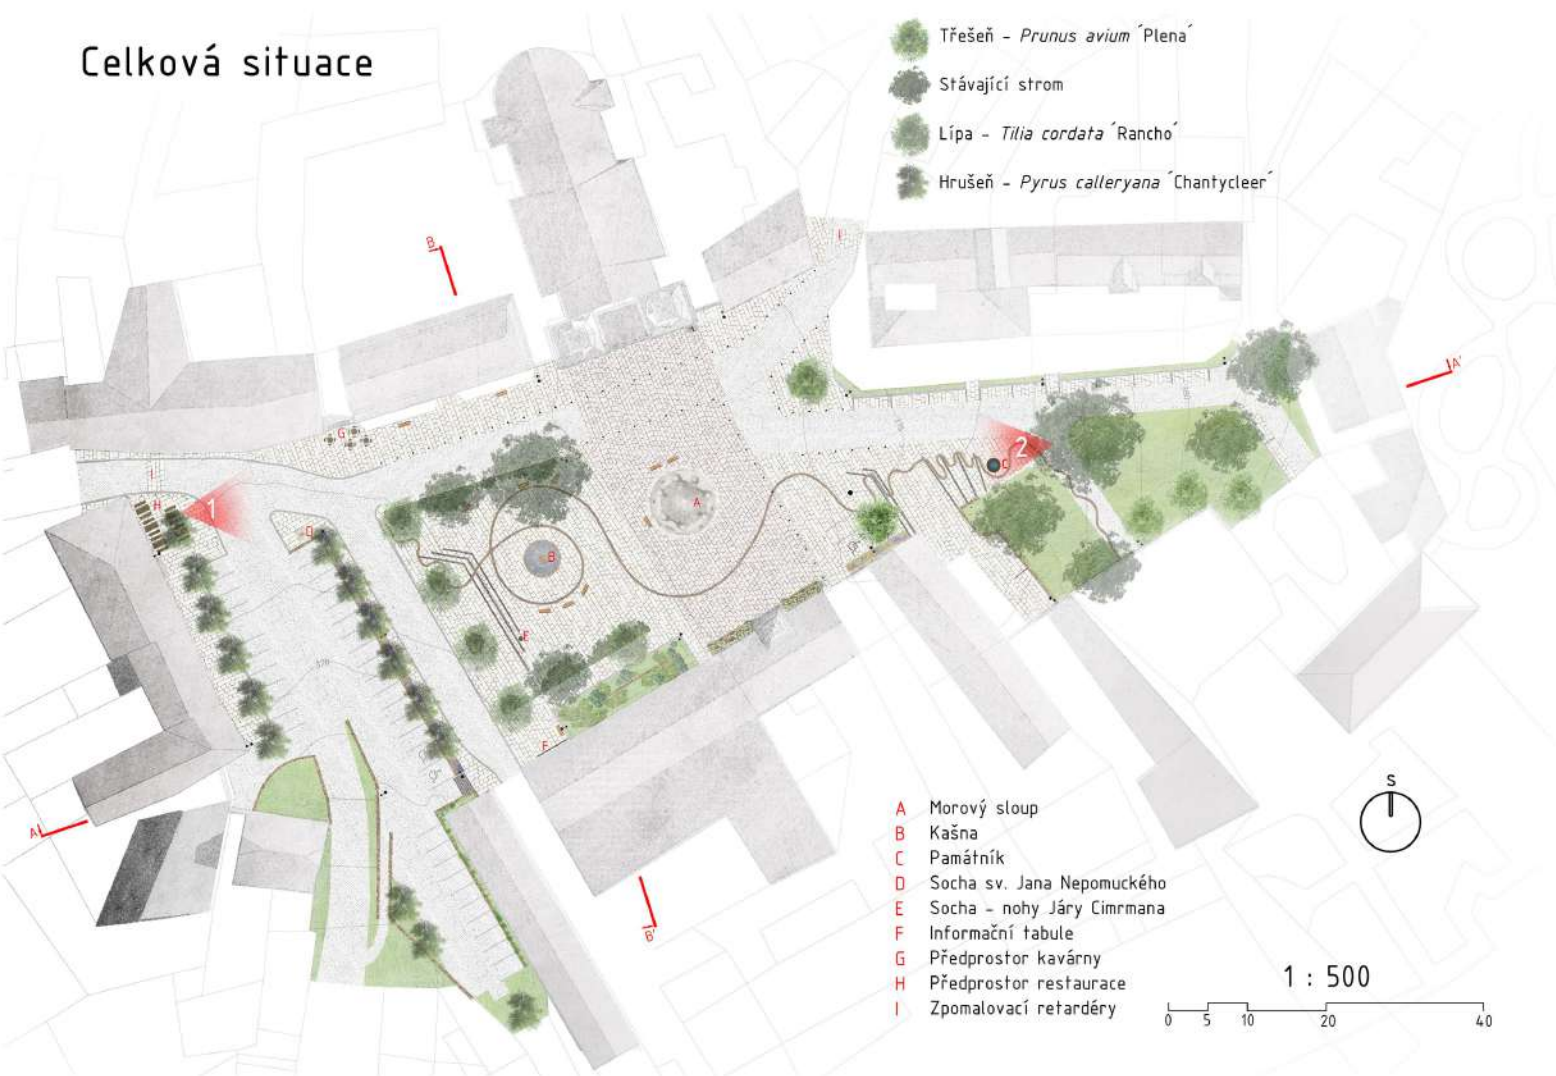 Celková situace
Třešeň - Prunus avium ´Plena´
Stávající strom
Lípa - Tilia cordata ´Rancho´
Hrušeň - Pyrus calleryana ´Chantycleer´
I
B
A'
G
2
C
I
H
1
D
A
B
E
F
A
B'
S
A Morový sloup
B Kašna
C Památník
D Socha sv. Jana Nepomuckého
E Socha - nohy Járy Cimrmana
F Informační tabule
G Předprostor kavárny
H Předprostor restaurace
I Zpomalovací retardéry
1 : 500
0 5 10 20 40